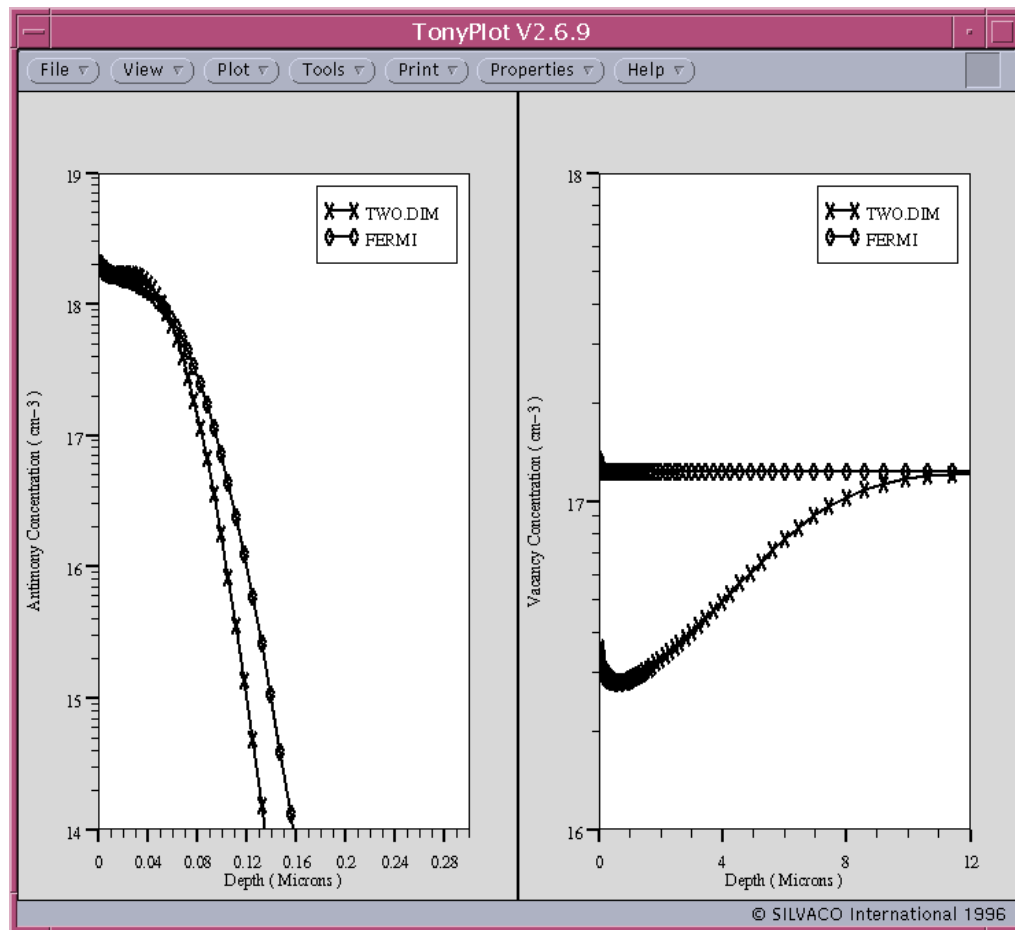 TonyPlot V2.6.9
File View Plot Tools Print Properties Help
19
18
17
16
15
14
Antimony Concentration ( cm-3 )
TWO.DIM
FERMI
0 0.04 0.08 0.12 0.16 0.2 0.24 0.28
Depth ( Microns )
18
17
16
Vacancy Concentration ( cm-3 )
TWO.DIM
FERMI
0 4 8 12
Depth ( Microns )
© SILVACO International 1996